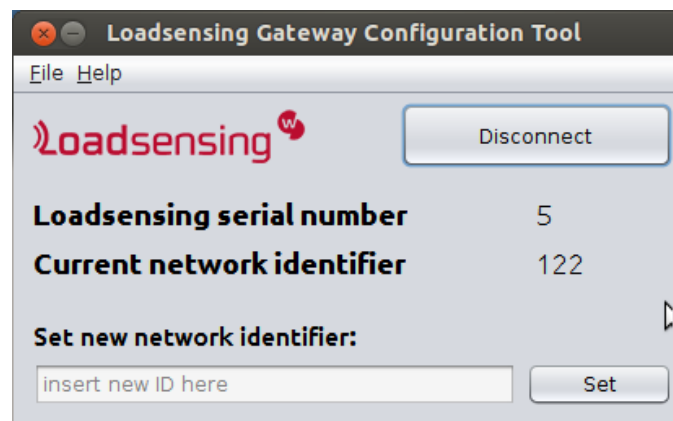 Loadsensing Gateway Configuration Tool
File Help
Loadsensing W Disconnect
Loadsensing serial number 5
Current network identifier 122
Set new network identifier:
insert new ID here Set